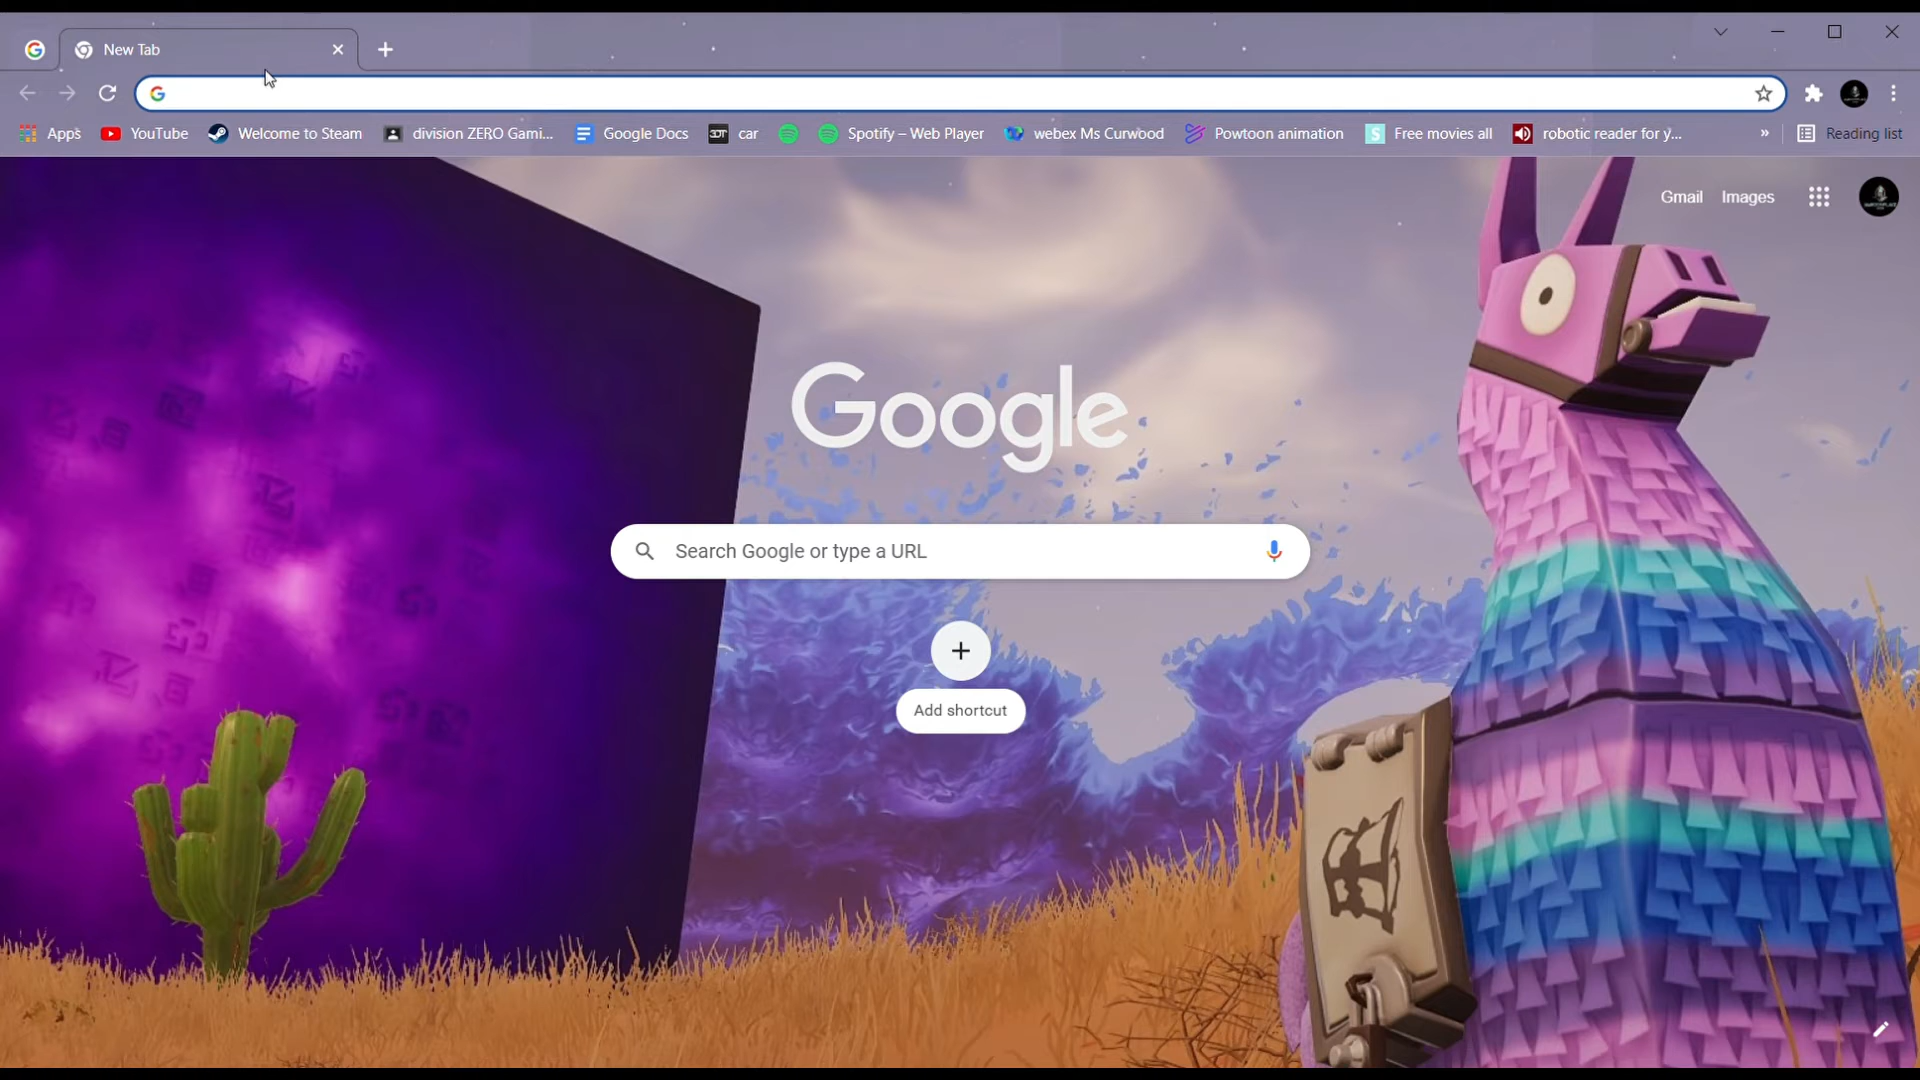 New Tab
Apps YouTube Welcome to Steam division ZERO Gami... Google Docs 3DT car Spotify – Web Player webex Ms Curwood Powtoon animation S Free movies all robotic reader for y... » Reading list
Gmail Images
Google
Search Google or type a URL
Add shortcut